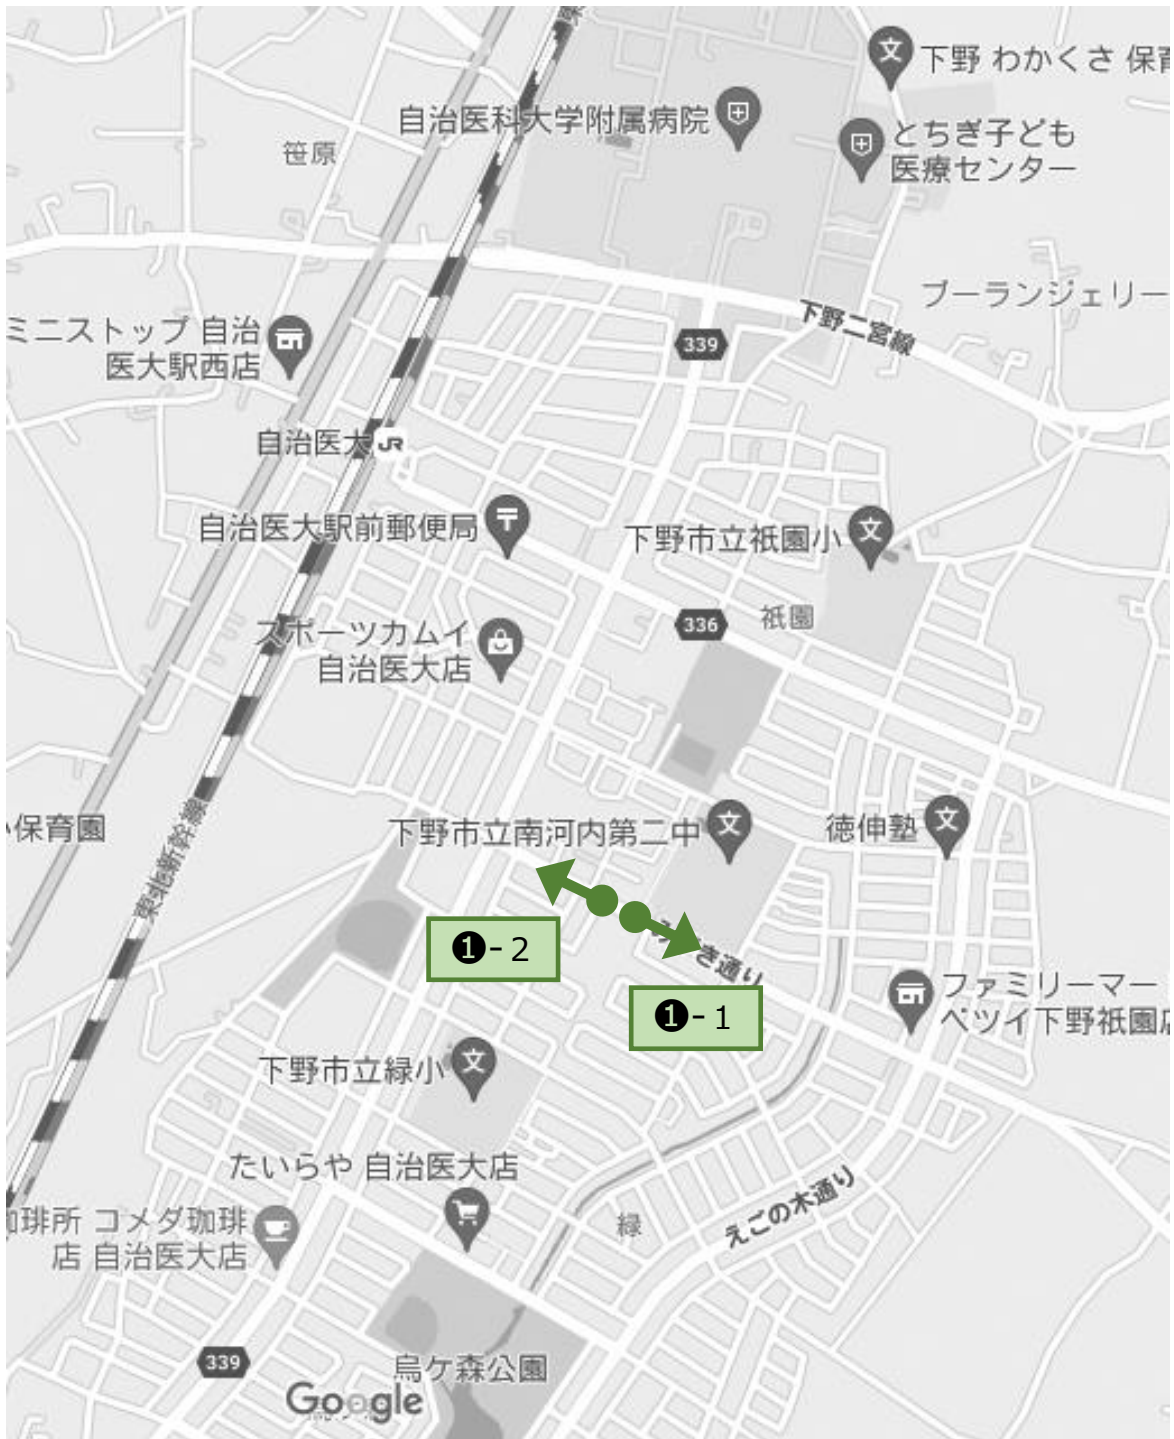 下野 わかくさ 保育
自治医科大学附属病院
とちぎ子ども
医療センター
笹原
ブーランジェリー
下野二宮線
ミニストップ 自治
医大駅西店
339
自治医大
JR
自治医大駅前郵便局
下野市立祇園小
336
祇園
スポーツカムイ
自治医大店
保育園
下野市立南河内第二中
徳伸塾
東北新幹線
❶-２
き通り
❶-１
ファミリーマー
ベツイ下野祇園店
下野市立緑小
たいらや 自治医大店
珈琲所 コメダ珈琲
店 自治医大店
緑
えごの木通り
339
烏ケ森公園
Google